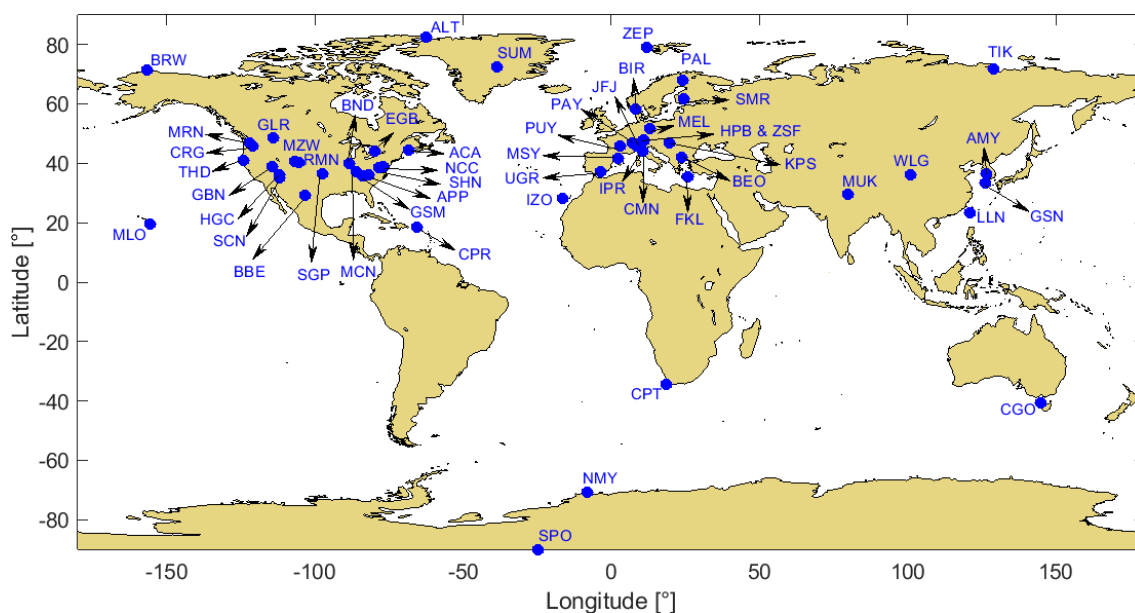 ALT
ZEP
BRW
SUM
BIR
PAL
TIK
JFJ
BND
EGB
PAY
SMR
MRN
GLR
PUY
MEL
HPB & ZSF
AMY
CRG
MZW
ACA
MSY
KPS
WLG
THD
RMN
NCC
UGR
BEO
MUK
GBN
SHN
IPR
APP
IZO
CMN
FKL
GSN
HGC
GSM
LLN
MLO
SCN
CPR
BBE
SGP
MCN
CPT
CGO
NMY
SPO
80
60
40
20
0
-20
-40
-60
-80
Latitude [°]
-150
-100
-50
0
50
100
150
Longitude [°]